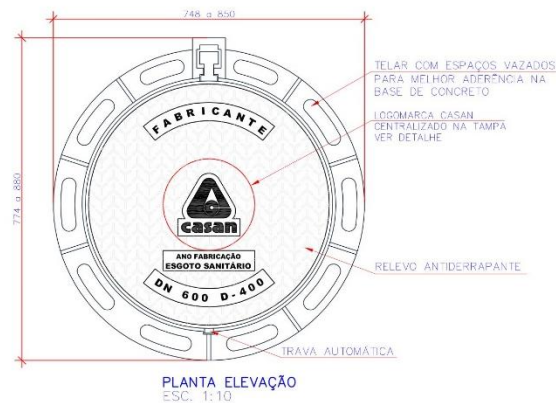 748 a 850
774 a 880
TELAR COM ESPAÇOS VAZADOS
PARA MELHOR ADERÊNCIA NA
BASE DE CONCRETO
LOGOMARCA CASAN
CENTRALIZADO NA TAMPA
VER DETALHE
FABRICANTE
casan
ANO FABRICAÇÃO
ESGOTO SANITÁRIO
DN 600 D-400
RELEVO ANTIDERRAPANTE
TRAVA AUTOMÁTICA
PLANTA ELEVAÇÃO
ESC. 1:10